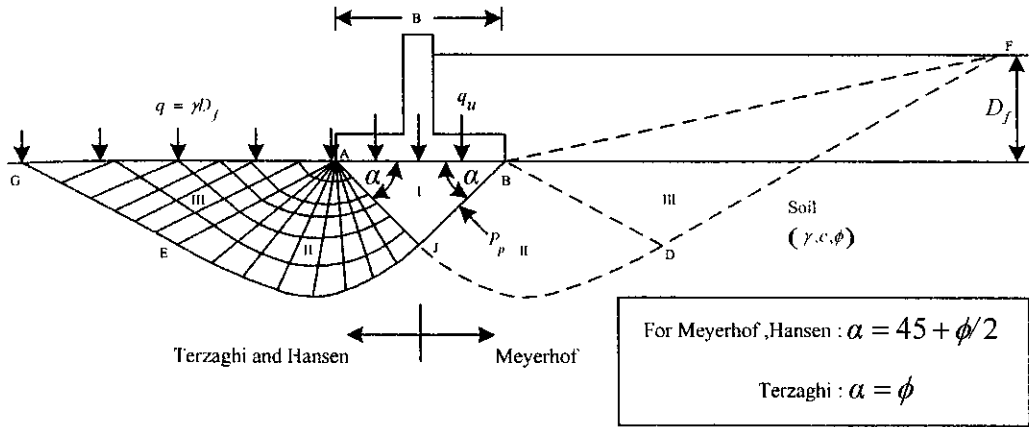 B
F
q = γD_f
q_u
D_f
A
G
α
α
B
I
III
III
Soil
(γ,c,φ)
E
II
P_p
II
J
D
Terzaghi and Hansen
Meyerhof
For Meyerhof ,Hansen : α = 45 + φ/2
Terzaghi : α = φ